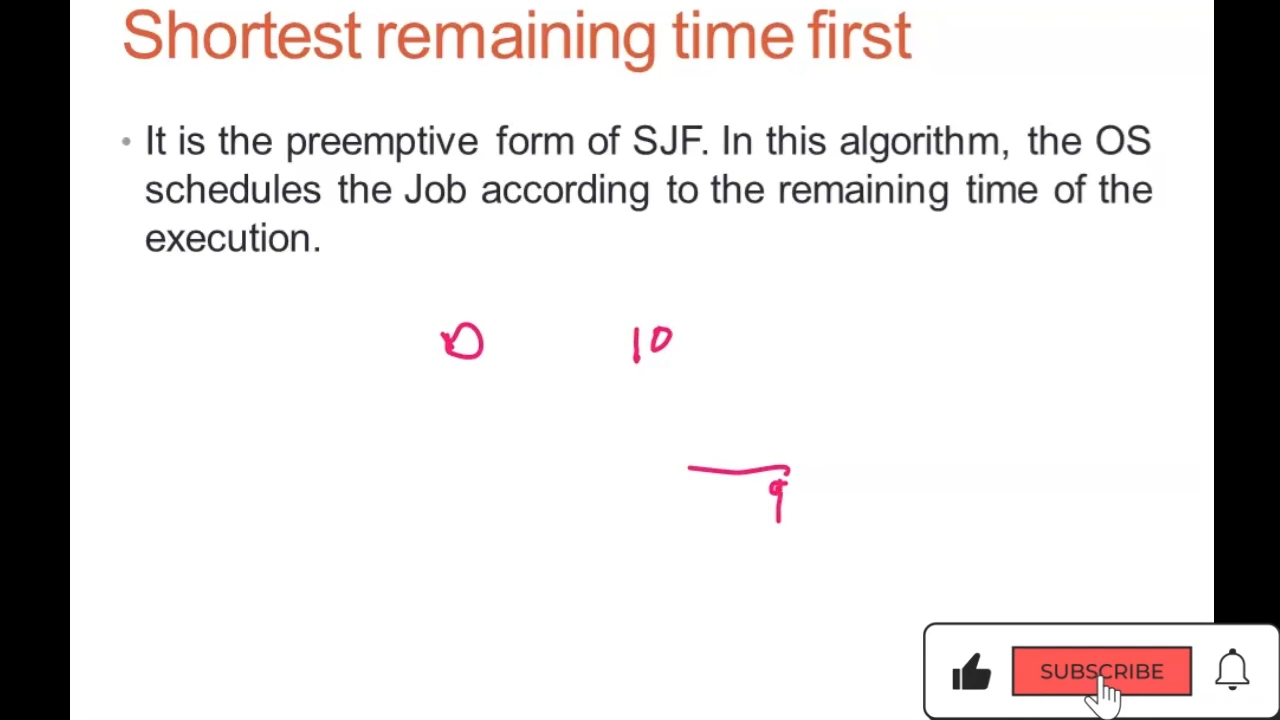 Shortest remaining time first
• It is the preemptive form of SJF. In this algorithm, the OS
schedules the Job according to the remaining time of the
execution.
10
9
SUBSCRIBE